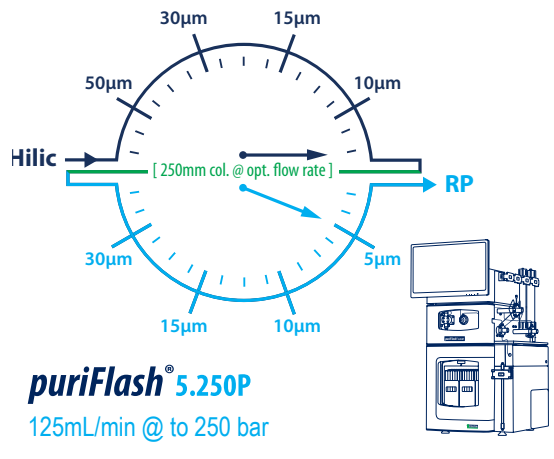 30µm
15µm
50µm
10µm
Hilic
[ 250mm col. @ opt. flow rate ]
RP
30µm
5µm
15µm
10µm
puriFlash® 5.250P
125mL/min @ to 250 bar